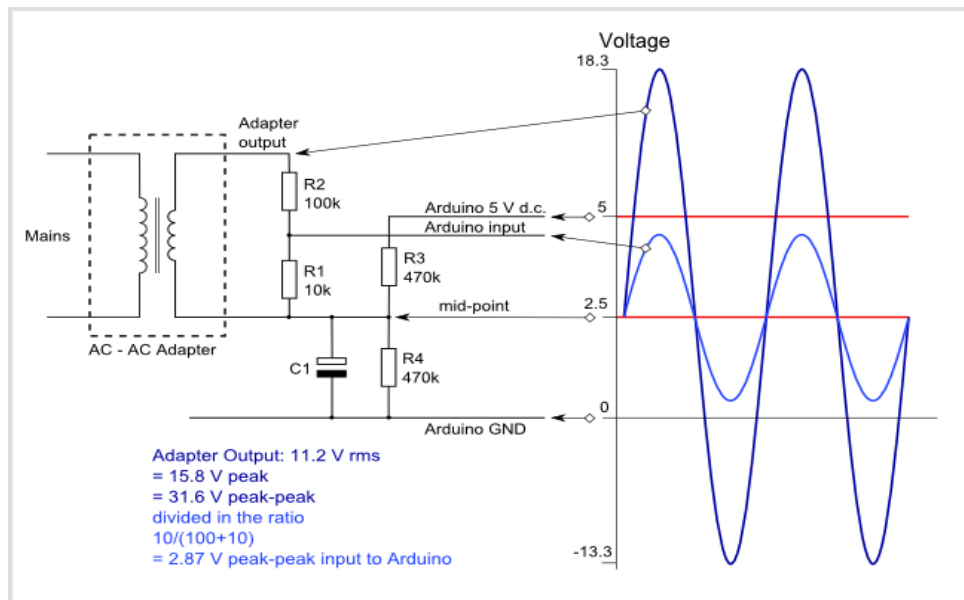 Voltage
18.3
Adapter
output
R2
100k
Arduino 5 V d.c.
5
Arduino input
Mains
R1
10k
R3
470k
mid-point
2.5
AC - AC Adapter
C1
R4
470k
0
Arduino GND
Adapter Output: 11.2 V rms
= 15.8 V peak
= 31.6 V peak-peak
divided in the ratio
10/(100+10)
= 2.87 V peak-peak input to Arduino
-13.3